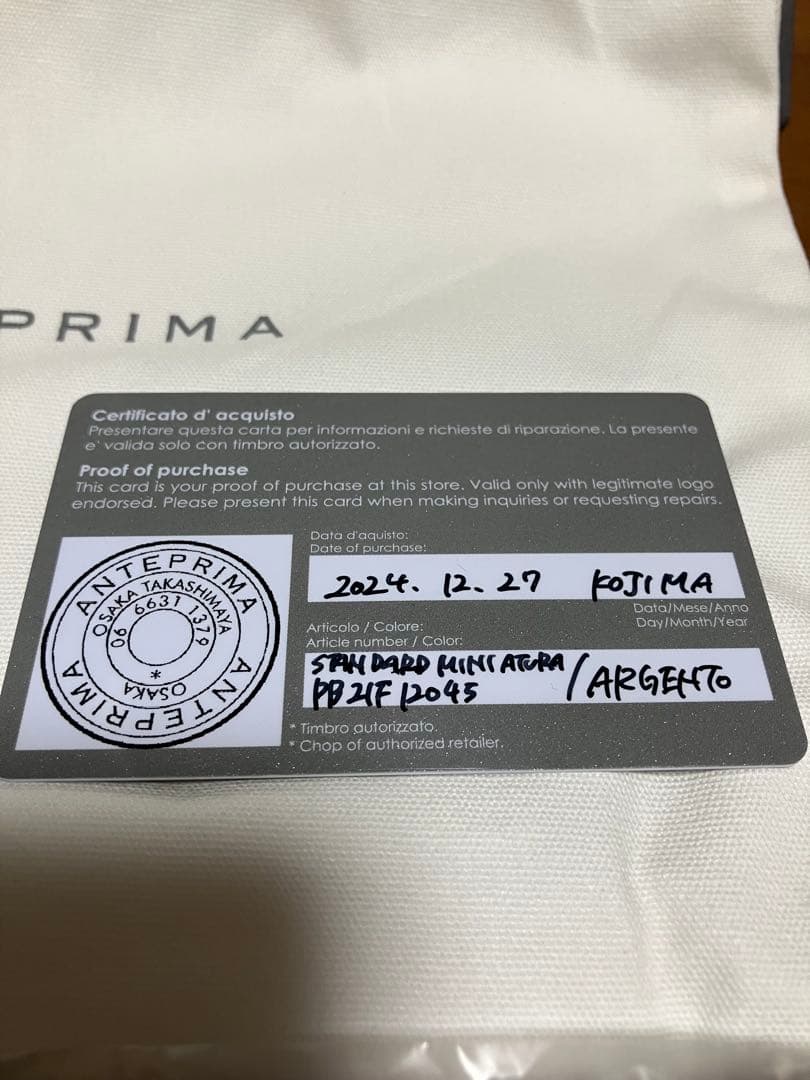 PRIMA
Certificato d' acquisto
Presentare questa carta per informazioni e richieste di riparazione. La presente
e' valida solo con timbro autorizzato.
Proof of purchase
This card is your proof of purchase at this store. Valid only with legitimate logo
endorsed. Please present this card when making inquiries or requesting repairs.
ANTEPRIMA
OSAKA TAKASHIMAYA
06 6631 1379
*
OSAKA
ANTEPRIMA
Data d'aquisto:
Date of purchase:
2024. 12. 27 KOJIMA
Data/Mese/Anno
Day/Month/Year
Articolo / Colore:
Article number / Color:
STANDARD MINIATURA
PB21F12045 / ARGENTO
* Timbro autorizzato.
* Chop of authorized retailer.